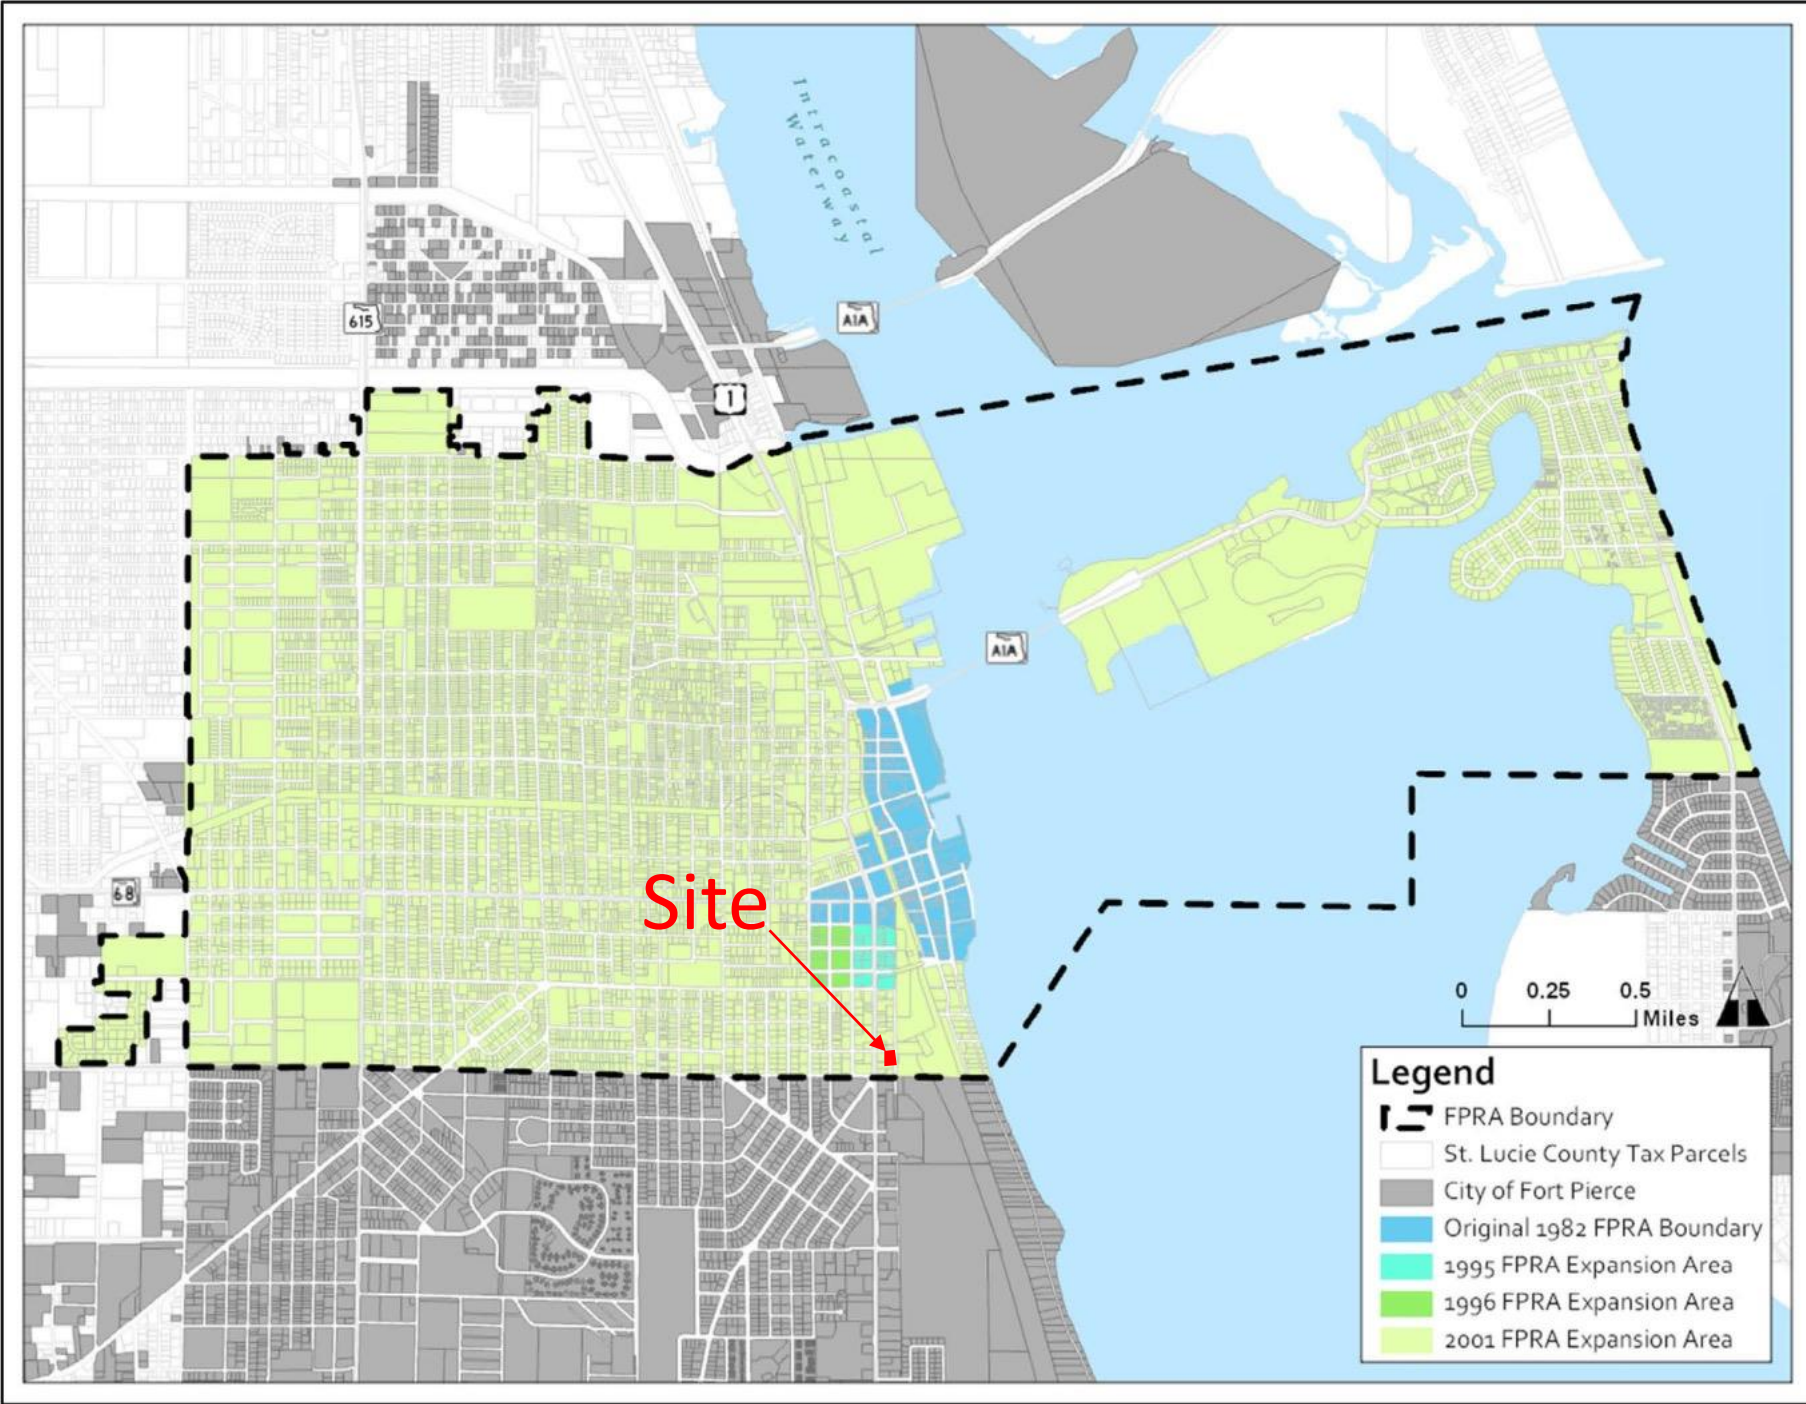 Intracoastal
Waterway
615
A1A
1
A1A
68
Site
0 0.25 0.5
Miles
Legend
FPRA Boundary
St. Lucie County Tax Parcels
City of Fort Pierce
Original 1982 FPRA Boundary
1995 FPRA Expansion Area
1996 FPRA Expansion Area
2001 FPRA Expansion Area